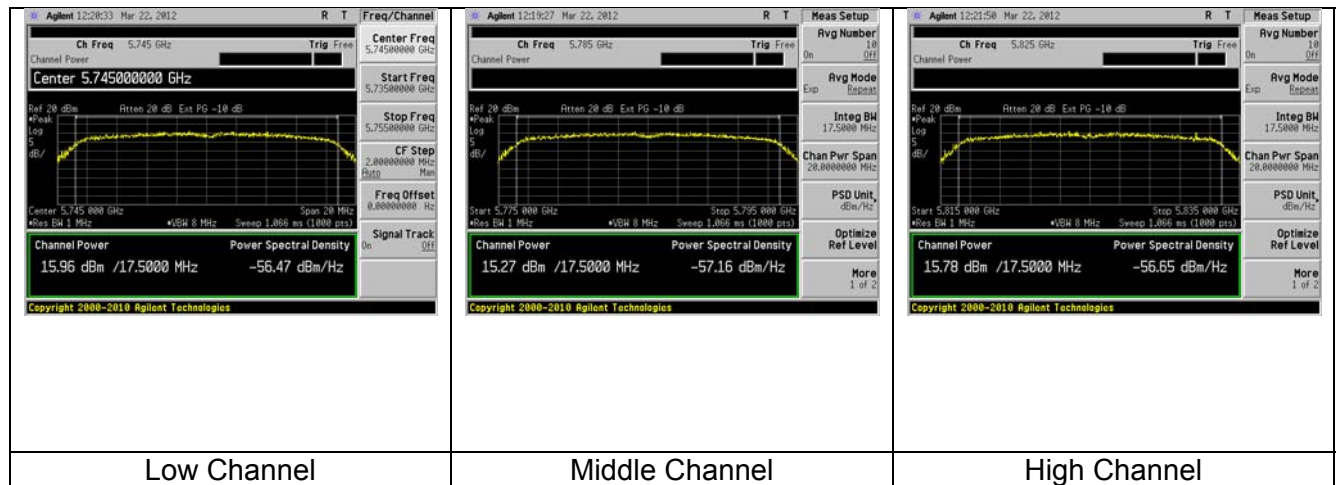 Agilent 12:20:33 Mar 22, 2012 R T Freq/Channel
Ch Freq 5.745 GHz Trig Free
Channel Power
Center 5.745000000 GHz
Center Freq
5.74500000 GHz
Start Freq
5.73500000 GHz
Stop Freq
5.75500000 GHz
CF Step
2.00000000 MHz
Auto Man
Freq Offset
0.00000000 Hz
Signal Track
On Off
Ref 20 dBm Atten 20 dB Ext PG -10 dB
•Peak
Log
5
dB/
Center 5.745 000 GHz Span 20 MHz
•Res BW 1 MHz •VBW 8 MHz Sweep 1.066 ms (1000 pts)
Channel Power Power Spectral Density
15.96 dBm /17.5000 MHz -56.47 dBm/Hz
Copyright 2000-2010 Agilent Technologies
Low Channel
Agilent 12:19:27 Mar 22, 2012 R T Meas Setup
Ch Freq 5.785 GHz Trig Free
Channel Power
Avg Number
10
On Off
Avg Mode
Exp Repeat
Integ BW
17.5000 MHz
Chan Pwr Span
20.0000000 MHz
PSD Unit
dBm/Hz
Optimize
Ref Level
More
1 of 2
Ref 20 dBm Atten 20 dB Ext PG -10 dB
•Peak
Log
5
dB/
Start 5.775 000 GHz Stop 5.795 000 GHz
•Res BW 1 MHz •VBW 8 MHz Sweep 1.066 ms (1000 pts)
Channel Power Power Spectral Density
15.27 dBm /17.5000 MHz -57.16 dBm/Hz
Copyright 2000-2010 Agilent Technologies
Middle Channel
Agilent 12:21:50 Mar 22, 2012 R T Meas Setup
Ch Freq 5.825 GHz Trig Free
Channel Power
Avg Number
10
On Off
Avg Mode
Exp Repeat
Integ BW
17.5000 MHz
Chan Pwr Span
20.0000000 MHz
PSD Unit
dBm/Hz
Optimize
Ref Level
More
1 of 2
Ref 20 dBm Atten 20 dB Ext PG -10 dB
•Peak
Log
5
dB/
Start 5.815 000 GHz Stop 5.835 000 GHz
•Res BW 1 MHz •VBW 8 MHz Sweep 1.066 ms (1000 pts)
Channel Power Power Spectral Density
15.78 dBm /17.5000 MHz -56.65 dBm/Hz
Copyright 2000-2010 Agilent Technologies
High Channel